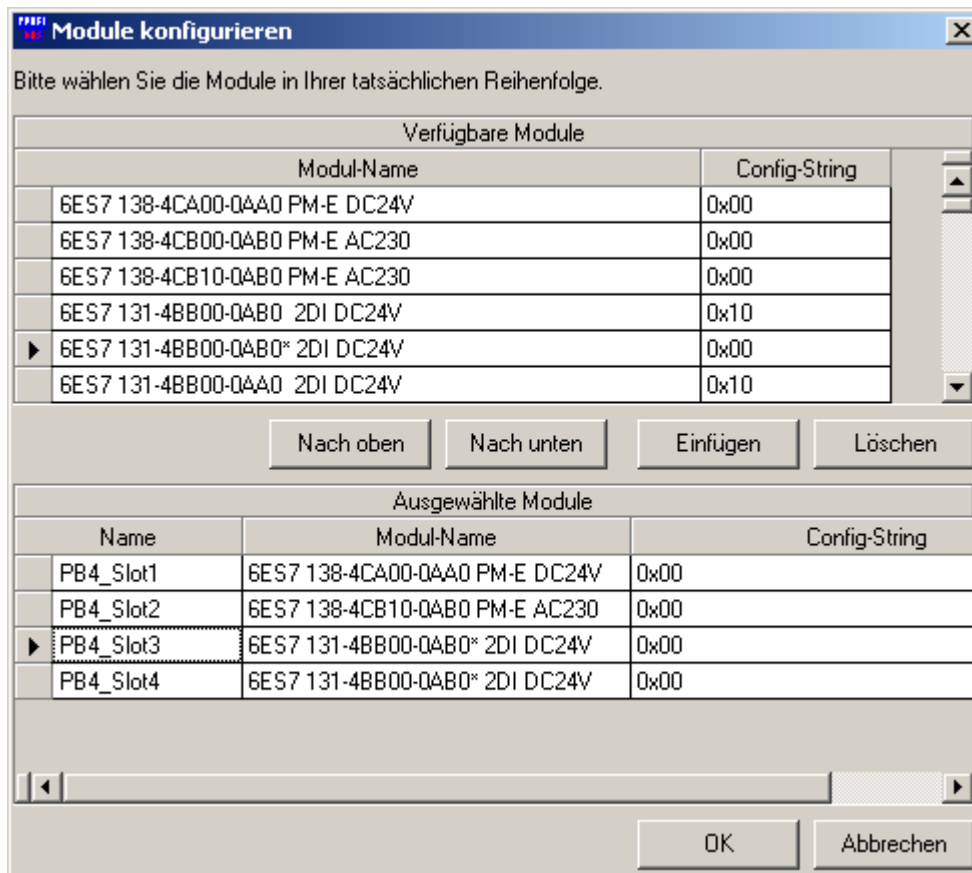 PROFI BUS Module konfigurieren
Bitte wählen Sie die Module in Ihrer tatsächlichen Reihenfolge.
Verfügbare Module
Modul-Name Config-String
6ES7 138-4CA00-0AA0 PM-E DC24V 0x00
6ES7 138-4CB00-0AB0 PM-E AC230 0x00
6ES7 138-4CB10-0AB0 PM-E AC230 0x00
6ES7 131-4BB00-0AB0  2DI DC24V 0x10
6ES7 131-4BB00-0AB0* 2DI DC24V 0x00
6ES7 131-4BB00-0AA0  2DI DC24V 0x10
Nach oben Nach unten Einfügen Löschen
Ausgewählte Module
Name Modul-Name Config-String
PB4_Slot1 6ES7 138-4CA00-0AA0 PM-E DC24V 0x00
PB4_Slot2 6ES7 138-4CB10-0AB0 PM-E AC230 0x00
PB4_Slot3 6ES7 131-4BB00-0AB0* 2DI DC24V 0x00
PB4_Slot4 6ES7 131-4BB00-0AB0* 2DI DC24V 0x00
OK Abbrechen